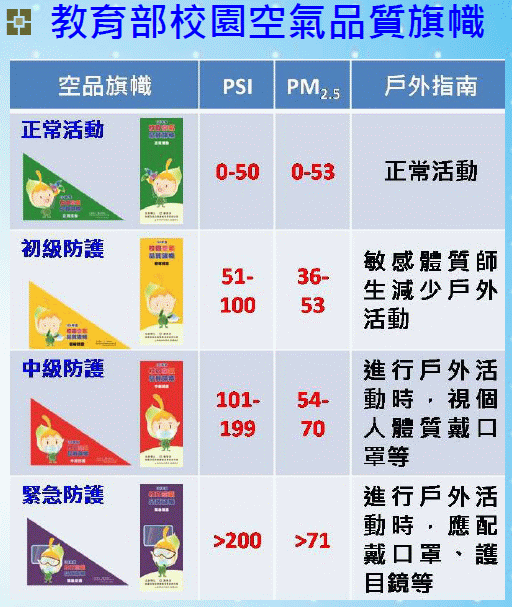 教育部校園空氣品質旗幟
空品旗幟 PSI PM2.5 戶外指南
正常活動
0-50 0-53 正常活動
初級防護
51-
100
36-
53
敏感體質師
生減少戶外
活動
中級防護
101-
199
54-
70
進行戶外活
動時，視個
人體質戴口
罩等
緊急防護
>200 >71
進行戶外活
動時，應配
戴口罩、護
目鏡等